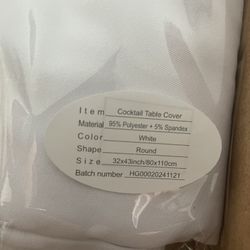 Item Cocktail Table Cover
Material 95% Polyester + 5% Spandex
Color White
Shape Round
Size 32x43inch/80x110cm
Batch number HG00020241121